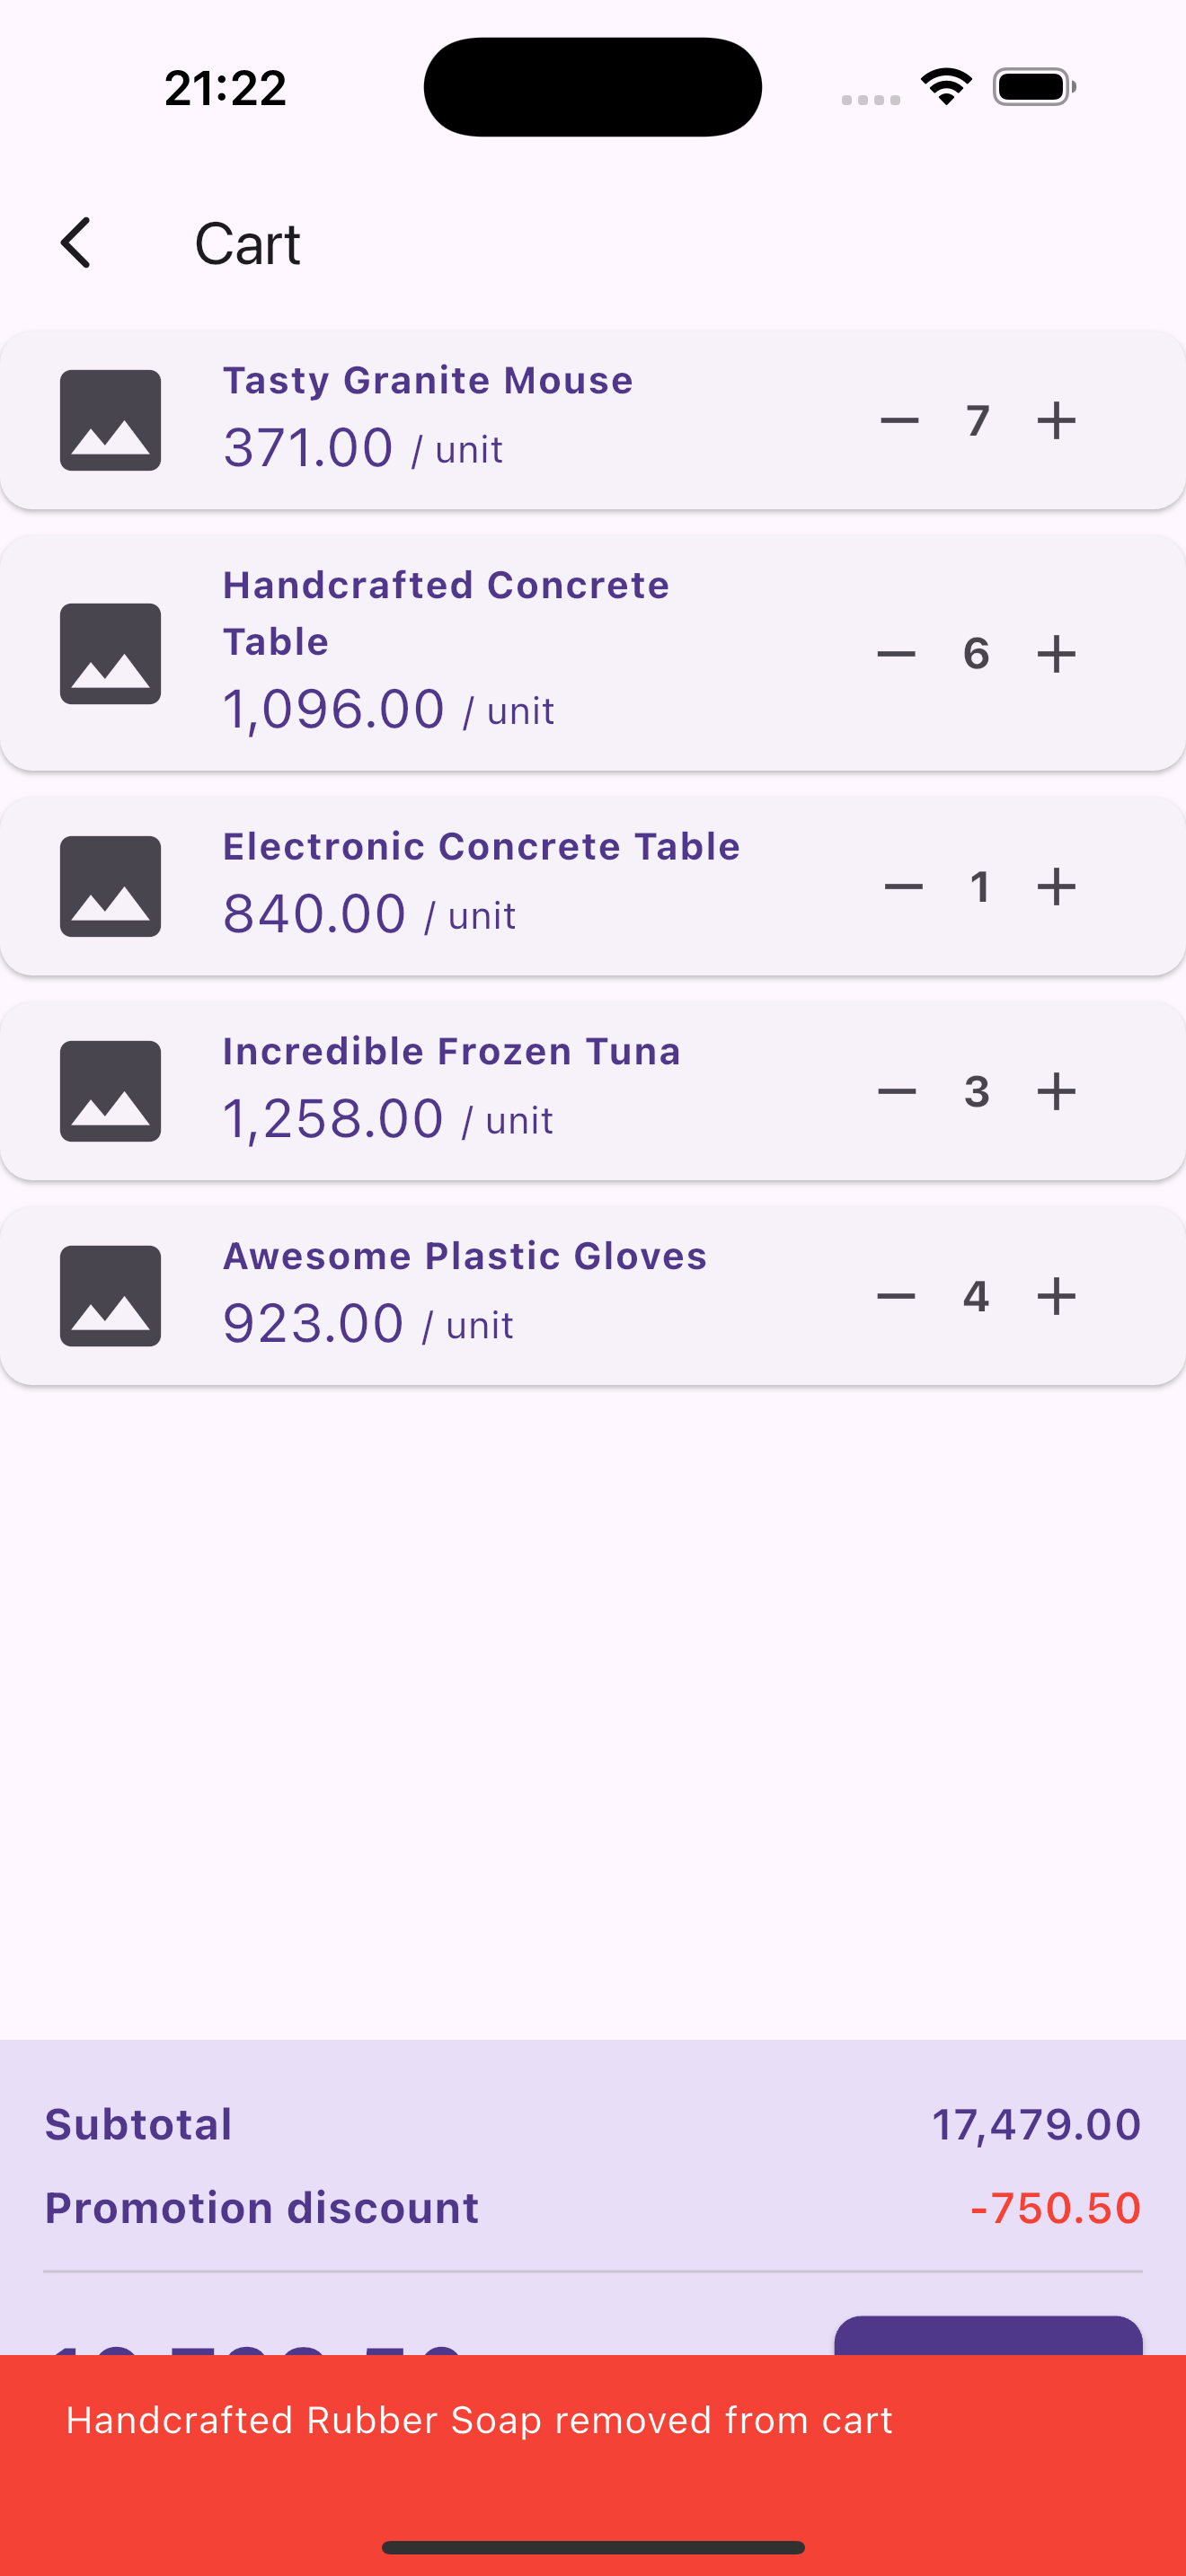 21:22
Cart
Tasty Granite Mouse
371.00 / unit
7
Handcrafted Concrete
Table
1,096.00 / unit
6
Electronic Concrete Table
840.00 / unit
1
Incredible Frozen Tuna
1,258.00 / unit
3
Awesome Plastic Gloves
923.00 / unit
4
Subtotal 17,479.00
Promotion discount -750.50
Handcrafted Rubber Soap removed from cart